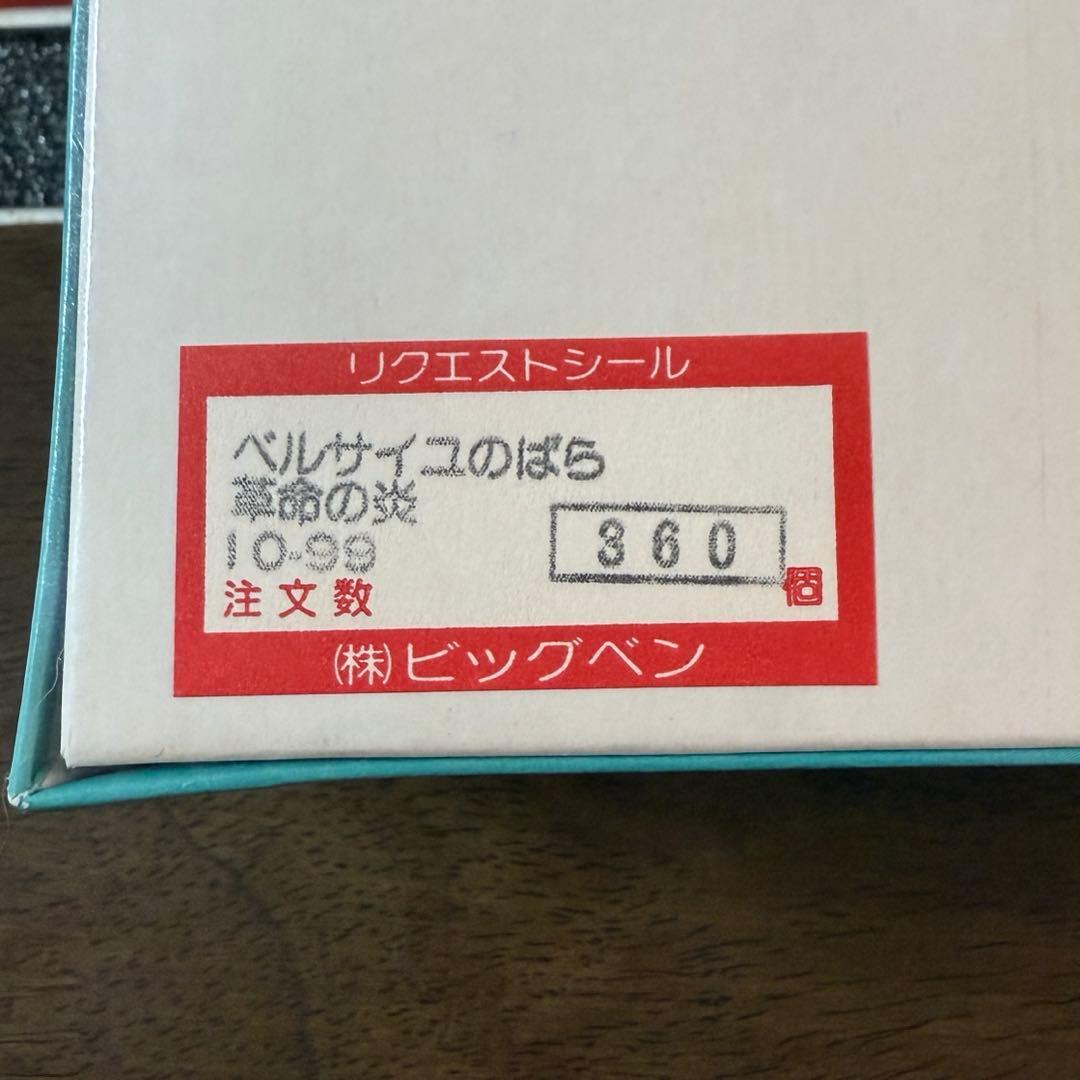 リクエストシール
ベルサイユのばら
革命の炎
10-99
360
注文数 個
㈱ビッグベン